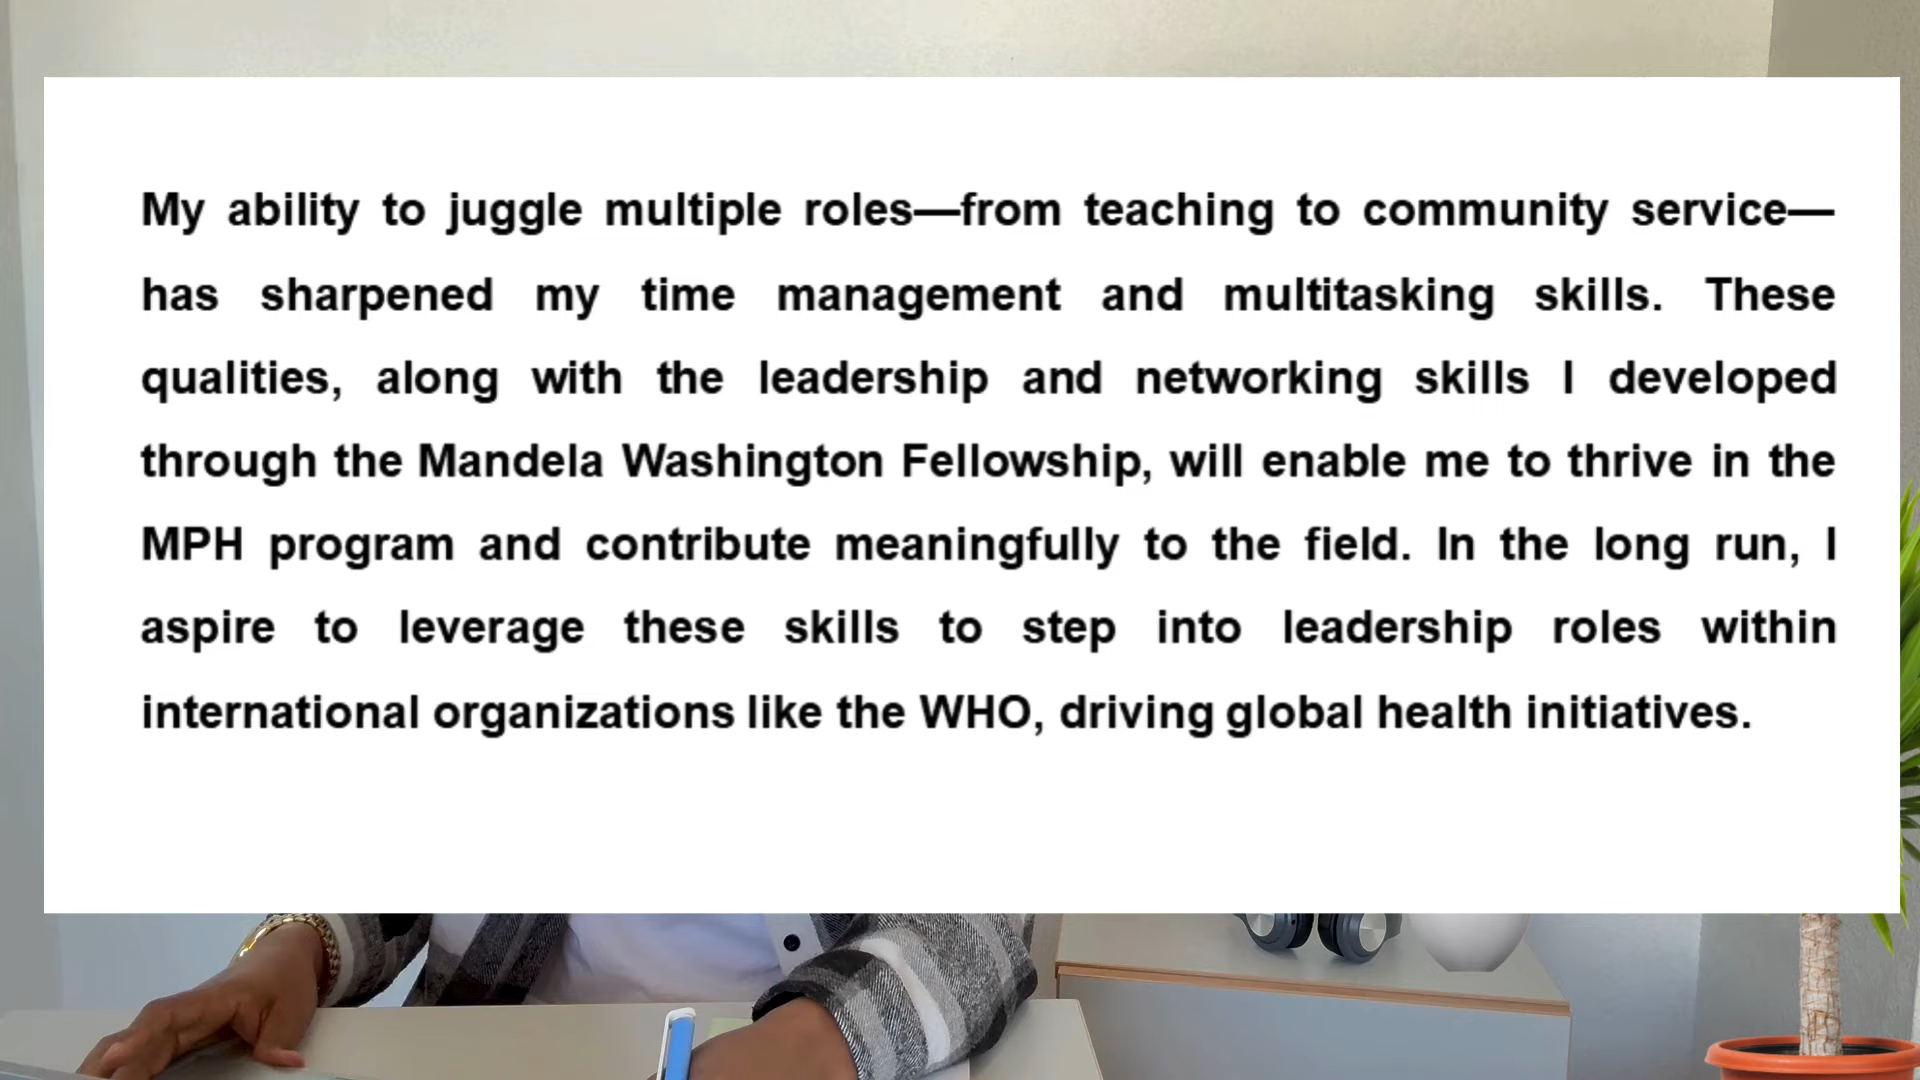 My ability to juggle multiple roles—from teaching to community service—
has sharpened my time management and multitasking skills. These
qualities, along with the leadership and networking skills I developed
through the Mandela Washington Fellowship, will enable me to thrive in the
MPH program and contribute meaningfully to the field. In the long run, I
aspire to leverage these skills to step into leadership roles within
international organizations like the WHO, driving global health initiatives.